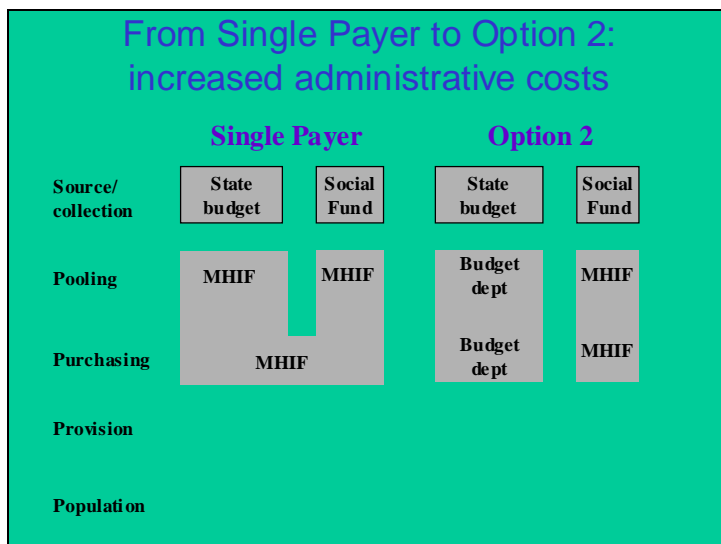 From Single Payer to Option 2:
increased administrative costs
Single Payer Option 2
Source/
collection
State
budget
Social
Fund
State
budget
Social
Fund
Pooling
MHIF
MHIF
Budget
dept
MHIF
Purchasing
MHIF
Budget
dept
MHIF
Provision
Population